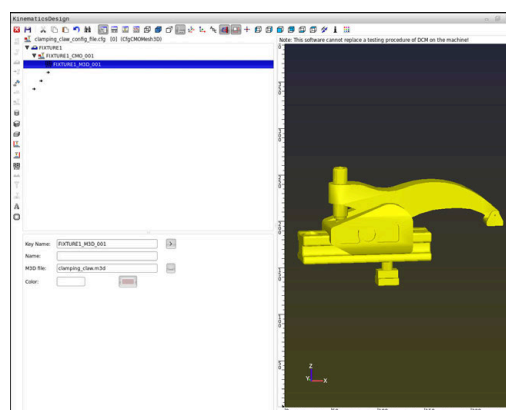 KinematicsDesign
clamping_claw_config_file.cfg [0] (CfgCMOMesh3D)
Note: This software cannot replace a testing procedure of DCM on the machine!
FIXTURE1
FIXTURE1_CMO_001
FIXTURE1_M3D_001
Key Name: FIXTURE1_M3D_001
Name:
M3D file: clamping_claw.m3d
Color:
Z
Y X